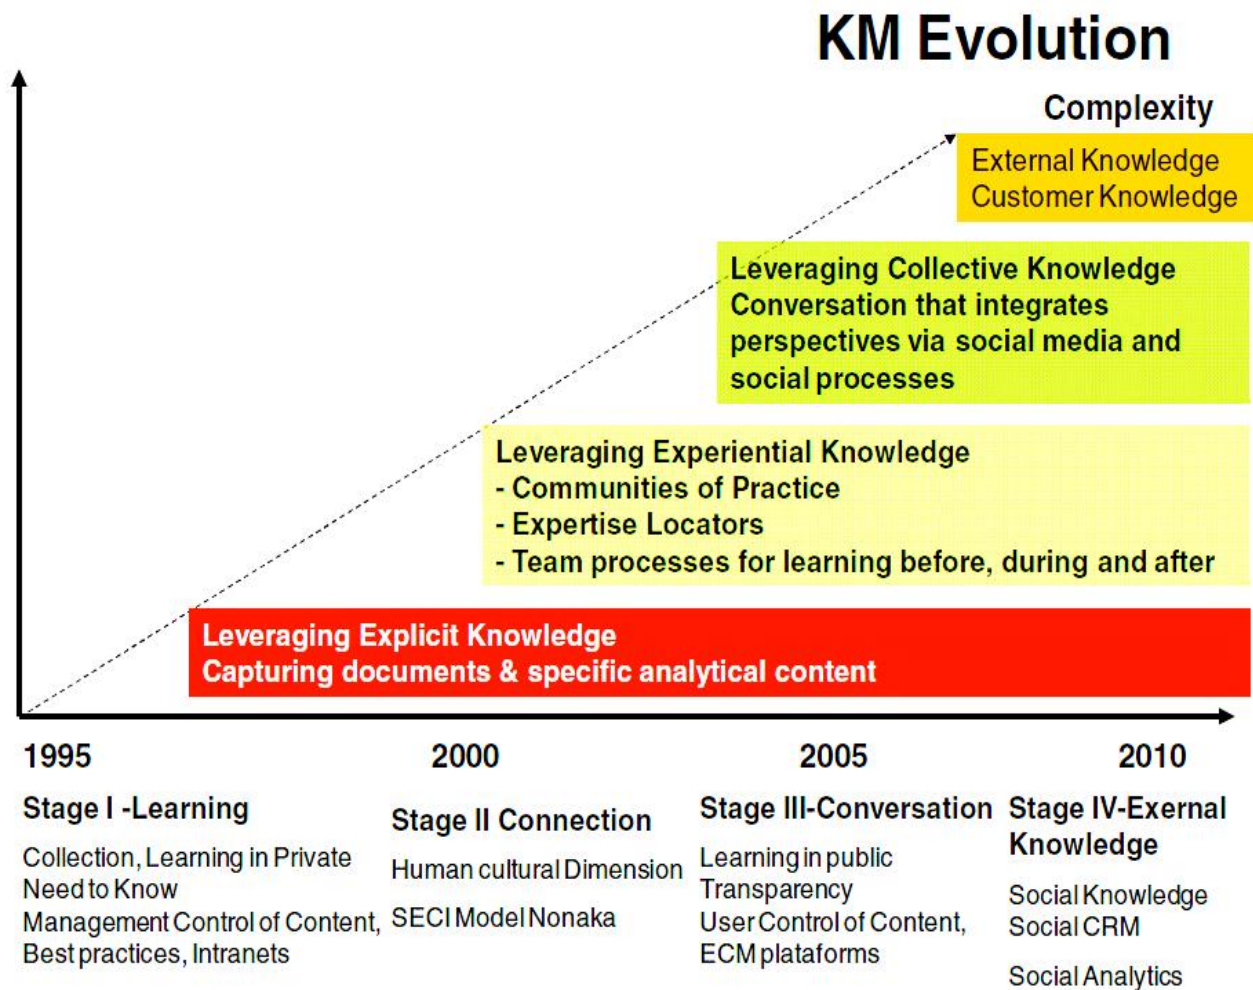 KM Evolution
Complexity
External Knowledge
Customer Knowledge
Leveraging Collective Knowledge
Conversation that integrates
perspectives via social media and
social processes
Leveraging Experiential Knowledge
- Communities of Practice
- Expertise Locators
- Team processes for learning before, during and after
Leveraging Explicit Knowledge
Capturing documents & specific analytical content
1995
2000
2005
2010
Stage I -Learning
Collection, Learning in Private
Need to Know
Management Control of Content,
Best practices, Intranets
Stage II Connection
Human cultural Dimension
SECI Model Nonaka
Stage III-Conversation
Learning in public
Transparency
User Control of Content,
ECM plataforms
Stage IV-Exernal
Knowledge
Social Knowledge
Social CRM
Social Analytics